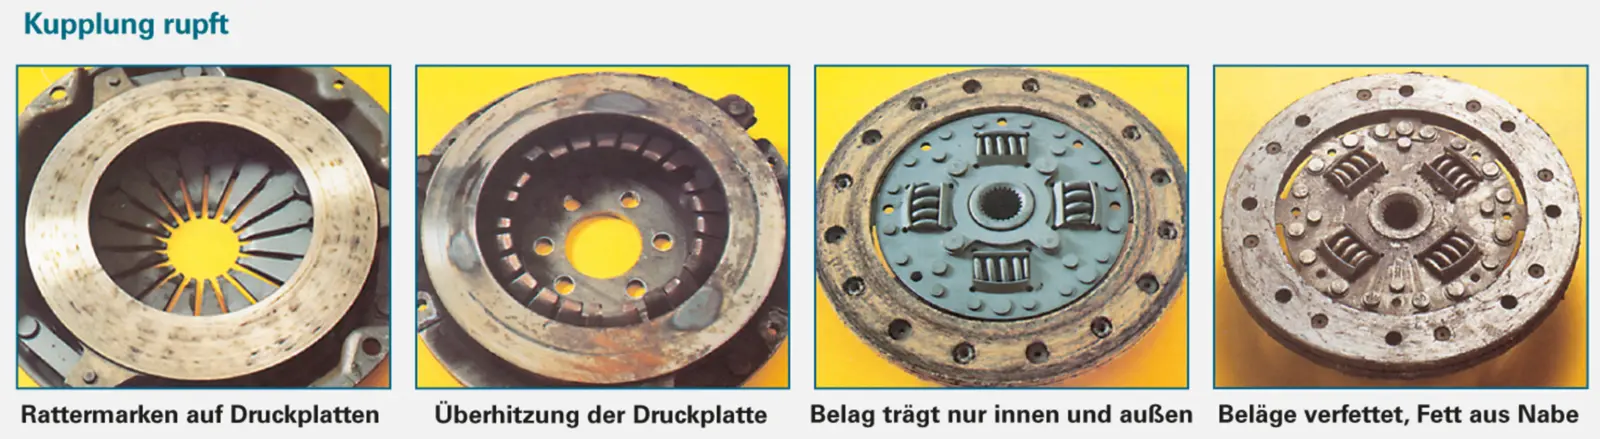 Kupplung rupft
Rattermarken auf Druckplatten
Überhitzung der Druckplatte
Belag trägt nur innen und außen
Beläge verfettet, Fett aus Nabe